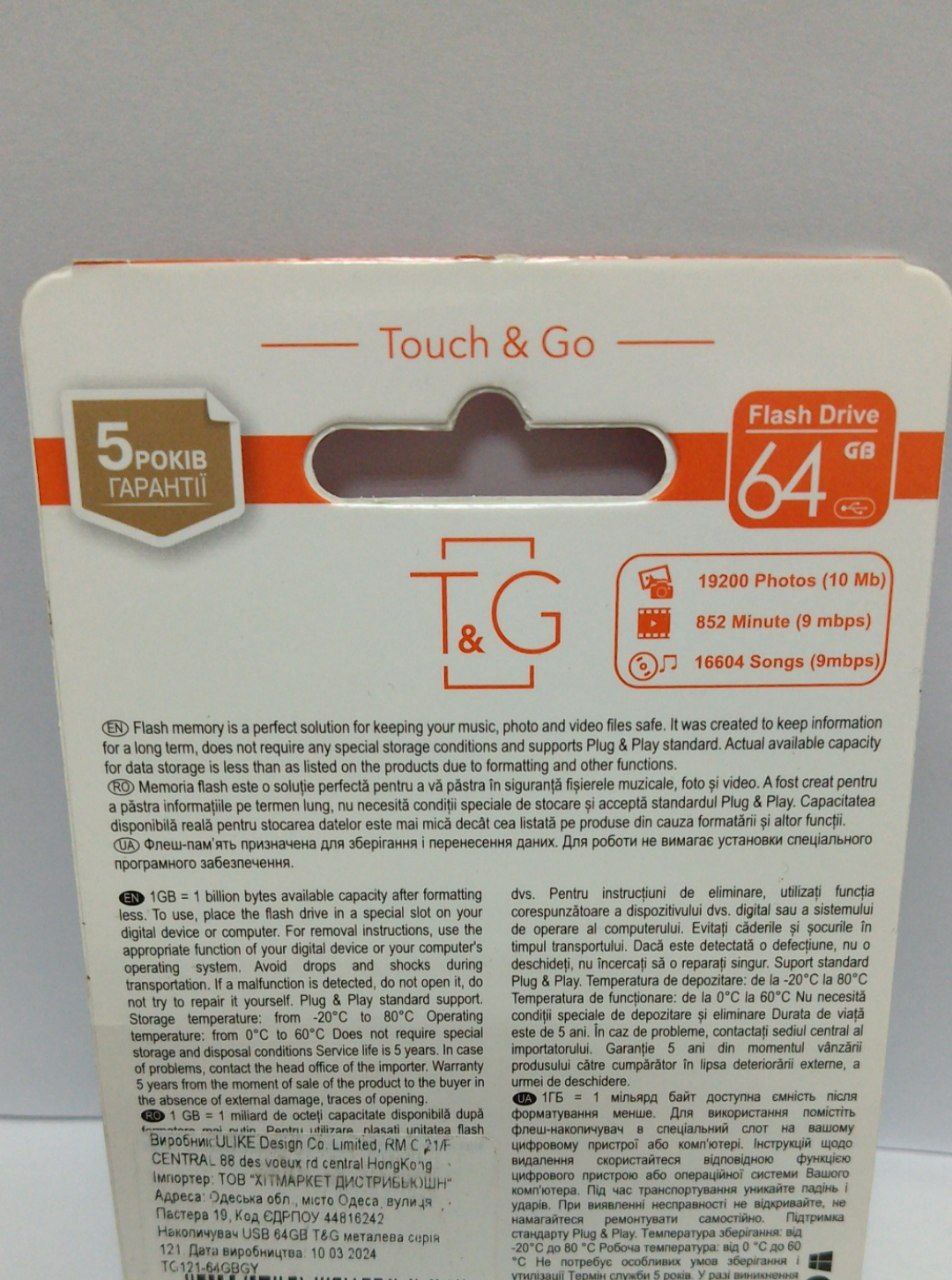 Touch & Go
5 РОКІВ
ГАРАНТІЇ
Flash Drive
64 GB
T&G
19200 Photos (10 Mb)
852 Minute (9 mbps)
16604 Songs (9mbps)
EN Flash memory is a perfect solution for keeping your music, photo and video files safe. It was created to keep information
for a long term, does not require any special storage conditions and supports Plug & Play standard. Actual available capacity
for data storage is less than as listed on the products due to formatting and other functions.
RO Memoria flash este o soluție perfectă pentru a vă păstra în siguranță fișierele muzicale, foto și video. A fost creat pentru
a păstra informațiile pe termen lung, nu necesită condiții speciale de stocare și acceptă standardul Plug & Play. Capacitatea
disponibilă reală pentru stocarea datelor este mai mică decât cea listată pe produse din cauza formatării și altor funcții.
UA Флеш-пам'ять призначена для зберігання і перенесення даних. Для роботи не вимагає установки спеціального
програмного забезпечення.
EN 1GB = 1 billion bytes available capacity after formatting
less. To use, place the flash drive in a special slot on your
digital device or computer. For removal instructions, use the
appropriate function of your digital device or your computer's
operating system. Avoid drops and shocks during
transportation. If a malfunction is detected, do not open it, do
not try to repair it yourself. Plug & Play standard support.
Storage temperature: from -20°C to 80°C Operating
temperature: from 0°C to 60°C Does not require special
storage and disposal conditions Service life is 5 years. In case
of problems, contact the head office of the importer. Warranty
5 years from the moment of sale of the product to the buyer in
the absence of external damage, traces of opening.
RO 1 GB = 1 miliard de octeți capacitate disponibilă după
formatare mai puțin. Pentru utilizare, plasați unitatea flash
Виробник ULIKE Design Co. Limited, RM C 21/F
CENTRAL 88 des voeux rd central HongKong
Імпортер: ТОВ "ХІТМАРКЕТ ДИСТРИБЬЮШН"
Адреса: Одеська обл., місто Одеса, вулиця
Пастера 19, Код ЄДРПОУ 44816242
Накопичувач USB 64GB T&G металева серія
121 Дата виробництва: 10 03 2024
TG121-64GBGY
dvs. Pentru instrucțiuni de eliminare, utilizați funcția
corespunzătoare a dispozitivului dvs. digital sau a sistemului
de operare al computerului. Evitați căderile și șocurile în
timpul transportului. Dacă este detectată o defecțiune, nu o
deschideți, nu încercați să o reparați singur. Suport standard
Plug & Play. Temperatura de depozitare: de la -20°C la 80°C
Temperatura de funcționare: de la 0°C la 60°C Nu necesită
condiții speciale de depozitare și eliminare Durata de viață
este de 5 ani. În caz de probleme, contactați sediul central al
importatorului. Garanție 5 ani din momentul vânzării
produsului către cumpărător în lipsa deteriorării externe, a
urmei de deschidere.
UA 1ГБ = 1 мільярд байт доступна ємність після
форматування менше. Для використання помістіть
флеш-накопичувач в спеціальний слот на вашому
цифровому пристрої або комп'ютері. Інструкцій щодо
видалення скористайтеся відповідною функцією
цифрового пристрою або операційної системи Вашого
комп'ютера. Під час транспортування уникайте падінь і
ударів. При виявленні несправності не відкривайте, не
намагайтеся ремонтувати самостійно. Підтримка
стандарту Plug & Play. Температура зберігання: від
-20°C до 80 °C Робоча температура: від 0 °C до 60
°C Не потребує особливих умов зберігання і
утилізації Термін служби 5 років. У разі виникнення